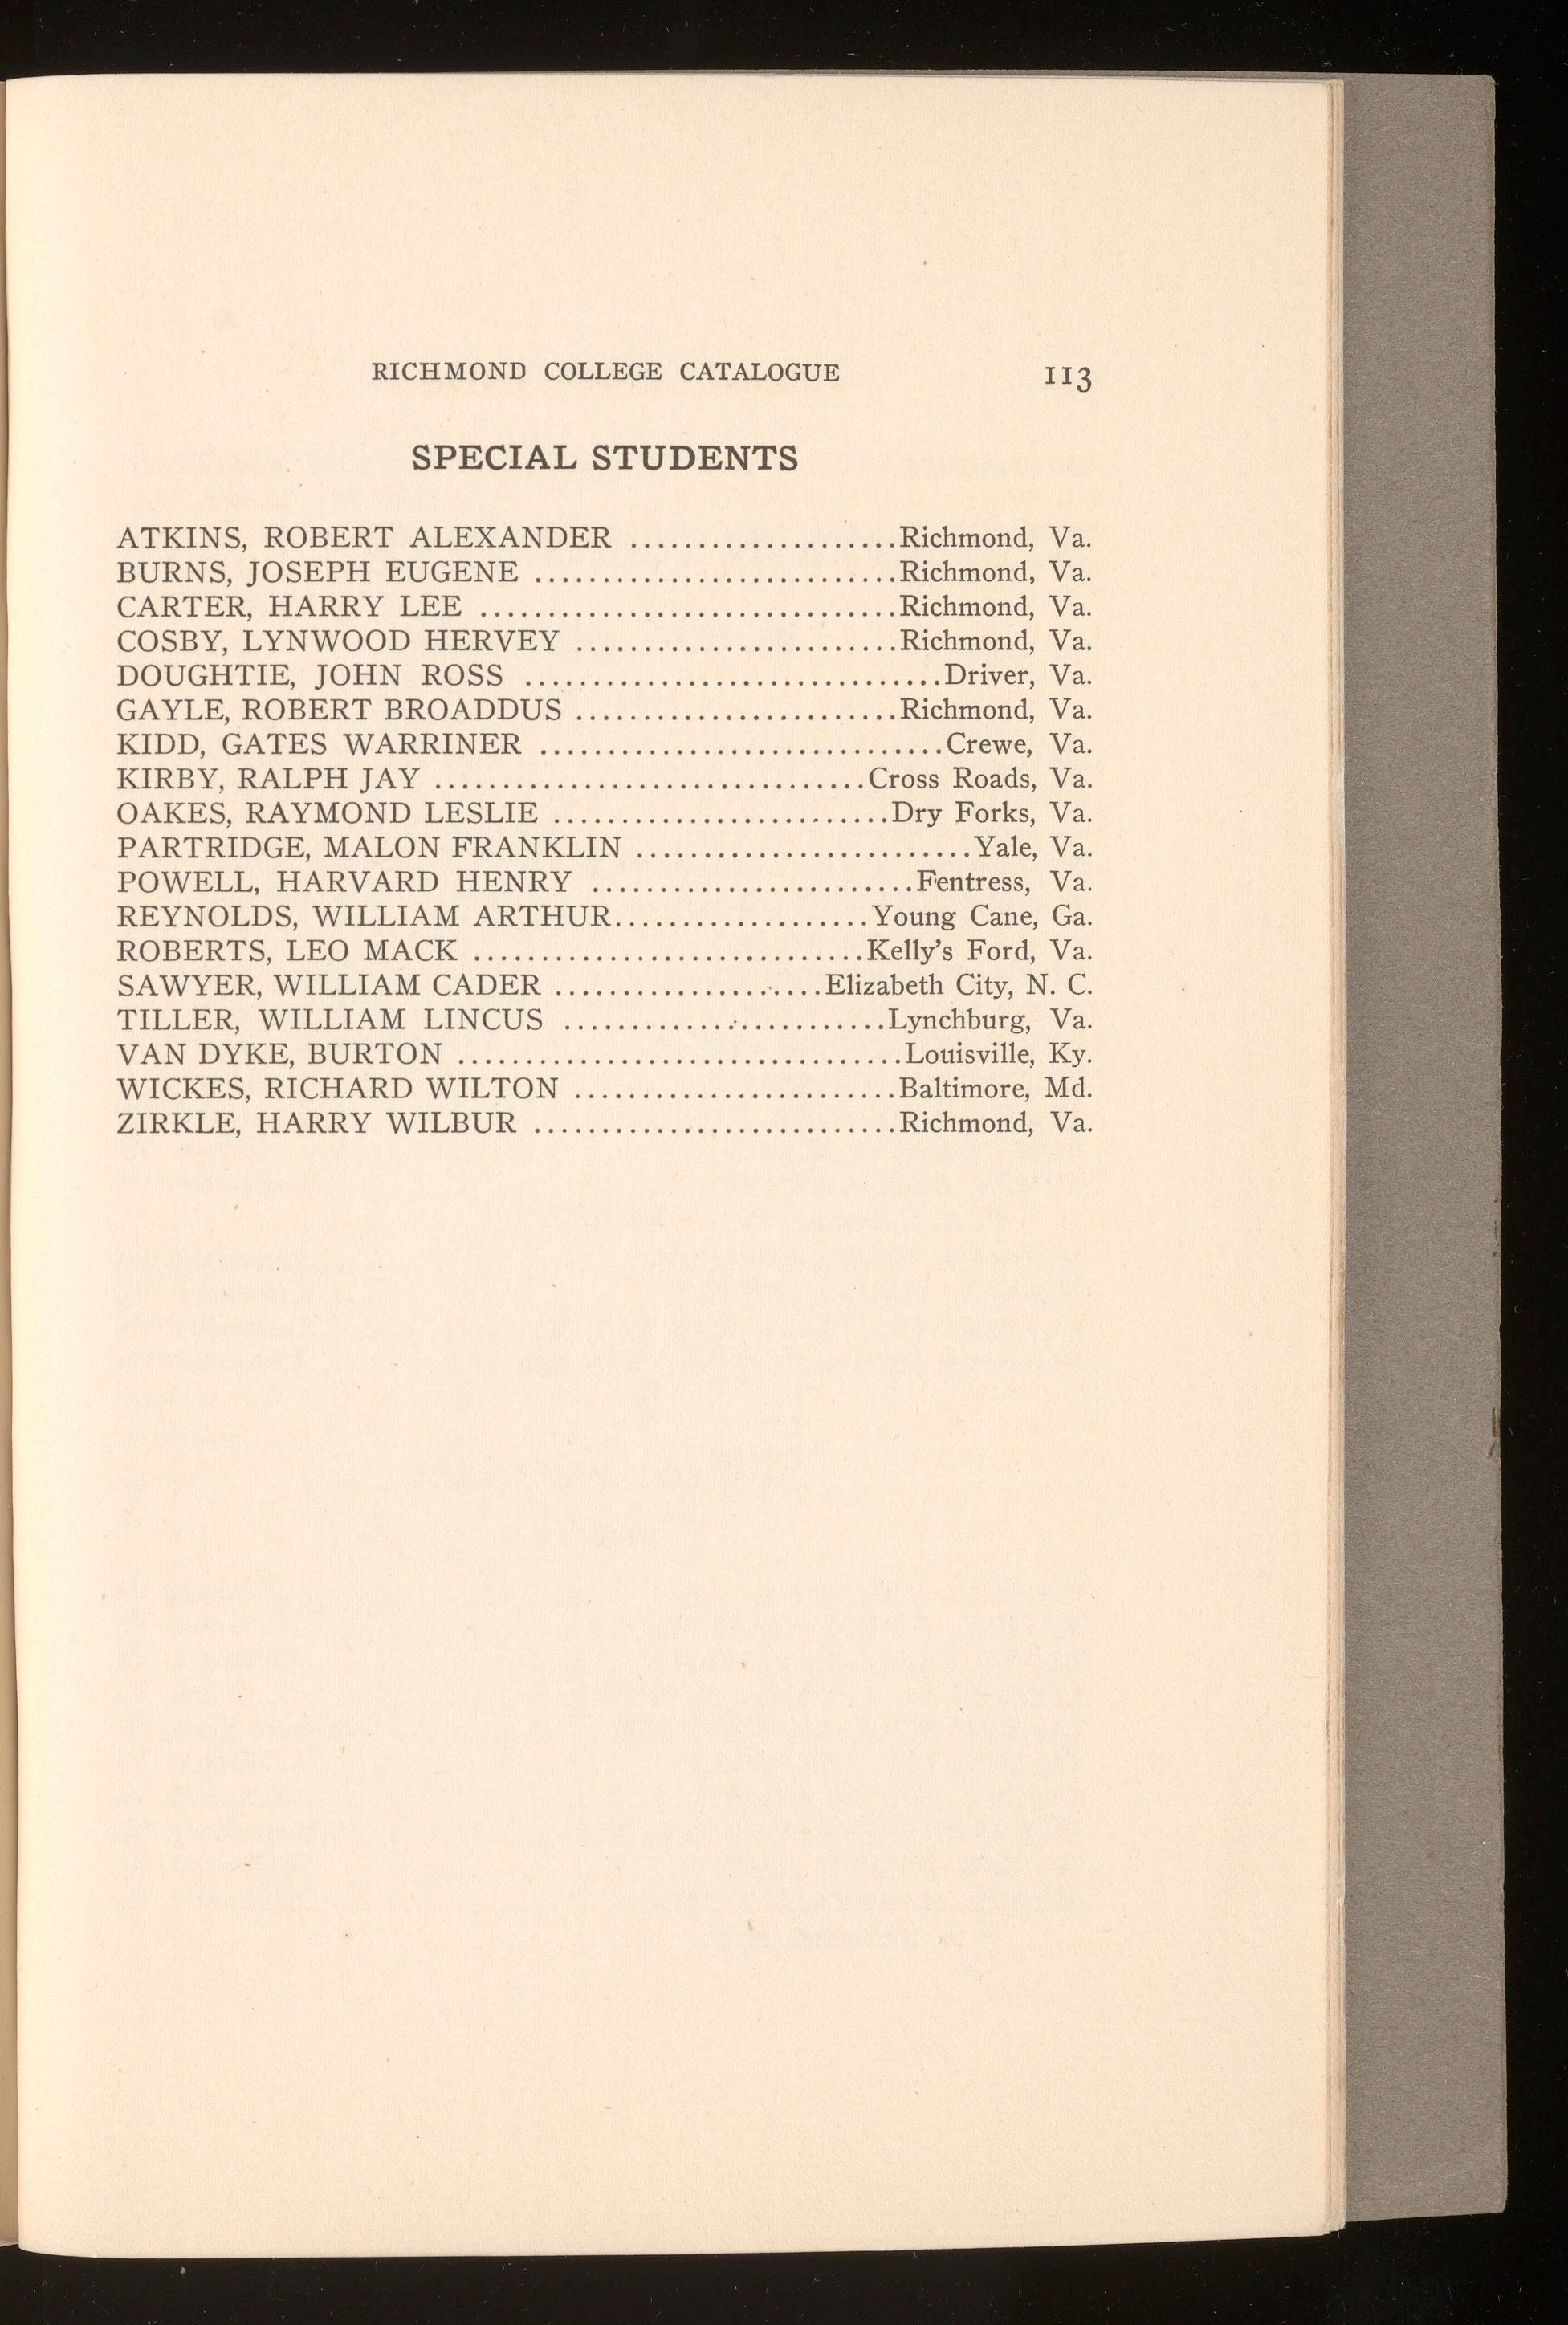 RICHMOND COLLEGE CATALOGUE 113
SPECIAL STUDENTS
ATKINS, ROBERT ALEXANDER ....................Richmond, Va.
BURNS, JOSEPH EUGENE ...........................Richmond, Va.
CARTER, HARRY LEE ...............................Richmond, Va.
COSBY, LYNWOOD HERVEY ........................Richmond, Va.
DOUGHTIE, JOHN ROSS ...............................Driver, Va.
GAYLE, ROBERT BROADDUS ........................Richmond, Va.
KIDD, GATES WARRINER ..............................Crewe, Va.
KIRBY, RALPH JAY ................................Cross Roads, Va.
OAKES, RAYMOND LESLIE .........................Dry Forks, Va.
PARTRIDGE, MALON FRANKLIN .........................Yale, Va.
POWELL, HARVARD HENRY ........................Fentress, Va.
REYNOLDS, WILLIAM ARTHUR...................Young Cane, Ga.
ROBERTS, LEO MACK .............................Kelly's Ford, Va.
SAWYER, WILLIAM CADER ....................Elizabeth City, N. C.
TILLER, WILLIAM LINCUS ........................Lynchburg, Va.
VAN DYKE, BURTON .................................Louisville, Ky.
WICKES, RICHARD WILTON ........................Baltimore, Md.
ZIRKLE, HARRY WILBUR ...........................Richmond, Va.